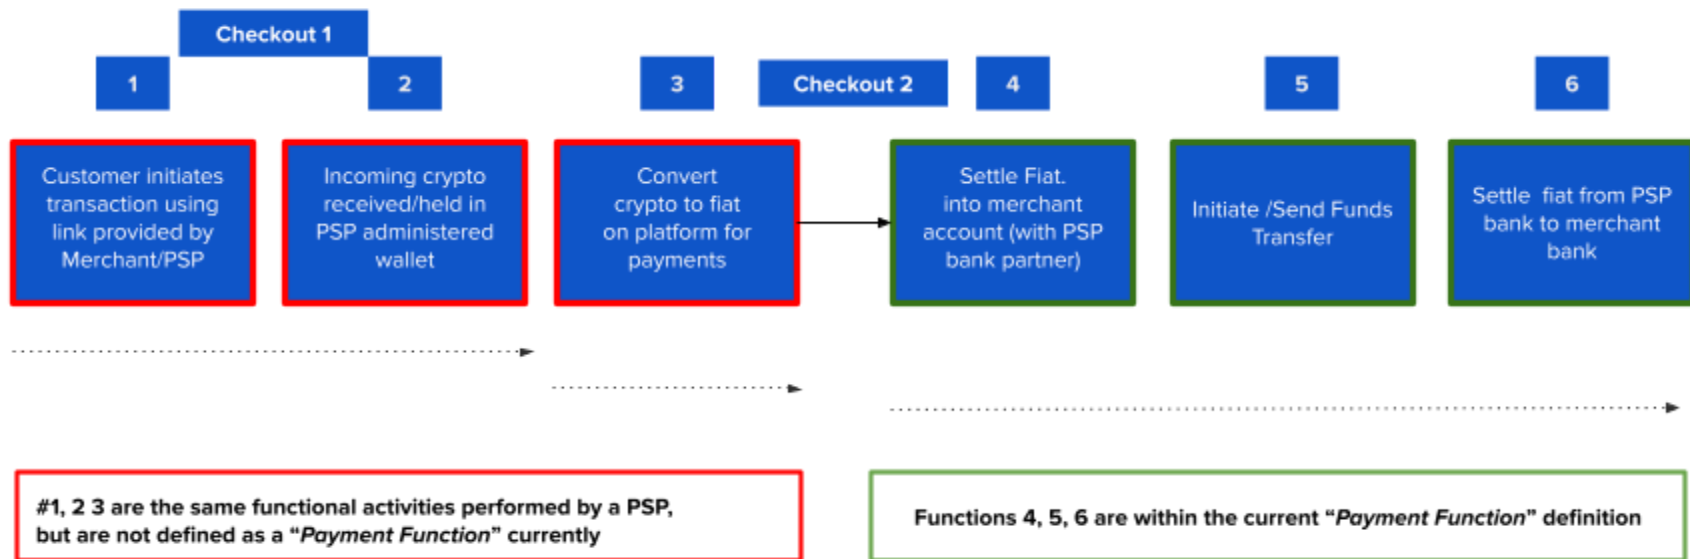 Checkout 1
1
2
3
Checkout 2
4
5
6
Customer initiates
transaction using
link provided by
Merchant/PSP
Incoming crypto
received/held in
PSP administered
wallet
Convert
crypto to fiat
on platform for
payments
Settle Fiat.
into merchant
account (with PSP
bank partner)
Initiate /Send Funds
Transfer
Settle  fiat from PSP
bank to merchant
bank
#1, 2 3 are the same functional activities performed by a PSP,
but are not defined as a “Payment Function” currently
Functions 4, 5, 6 are within the current “Payment Function” definition